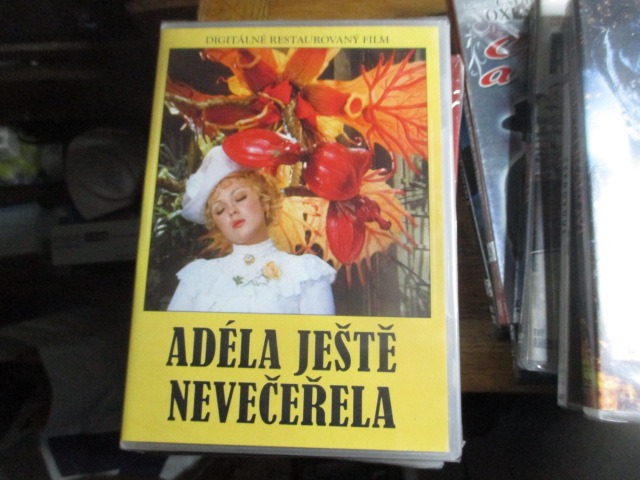 DIGITÁLNĚ RESTAUROVANÝ FILM
ADÉLA JEŠTĚ
NEVEČEŘELA